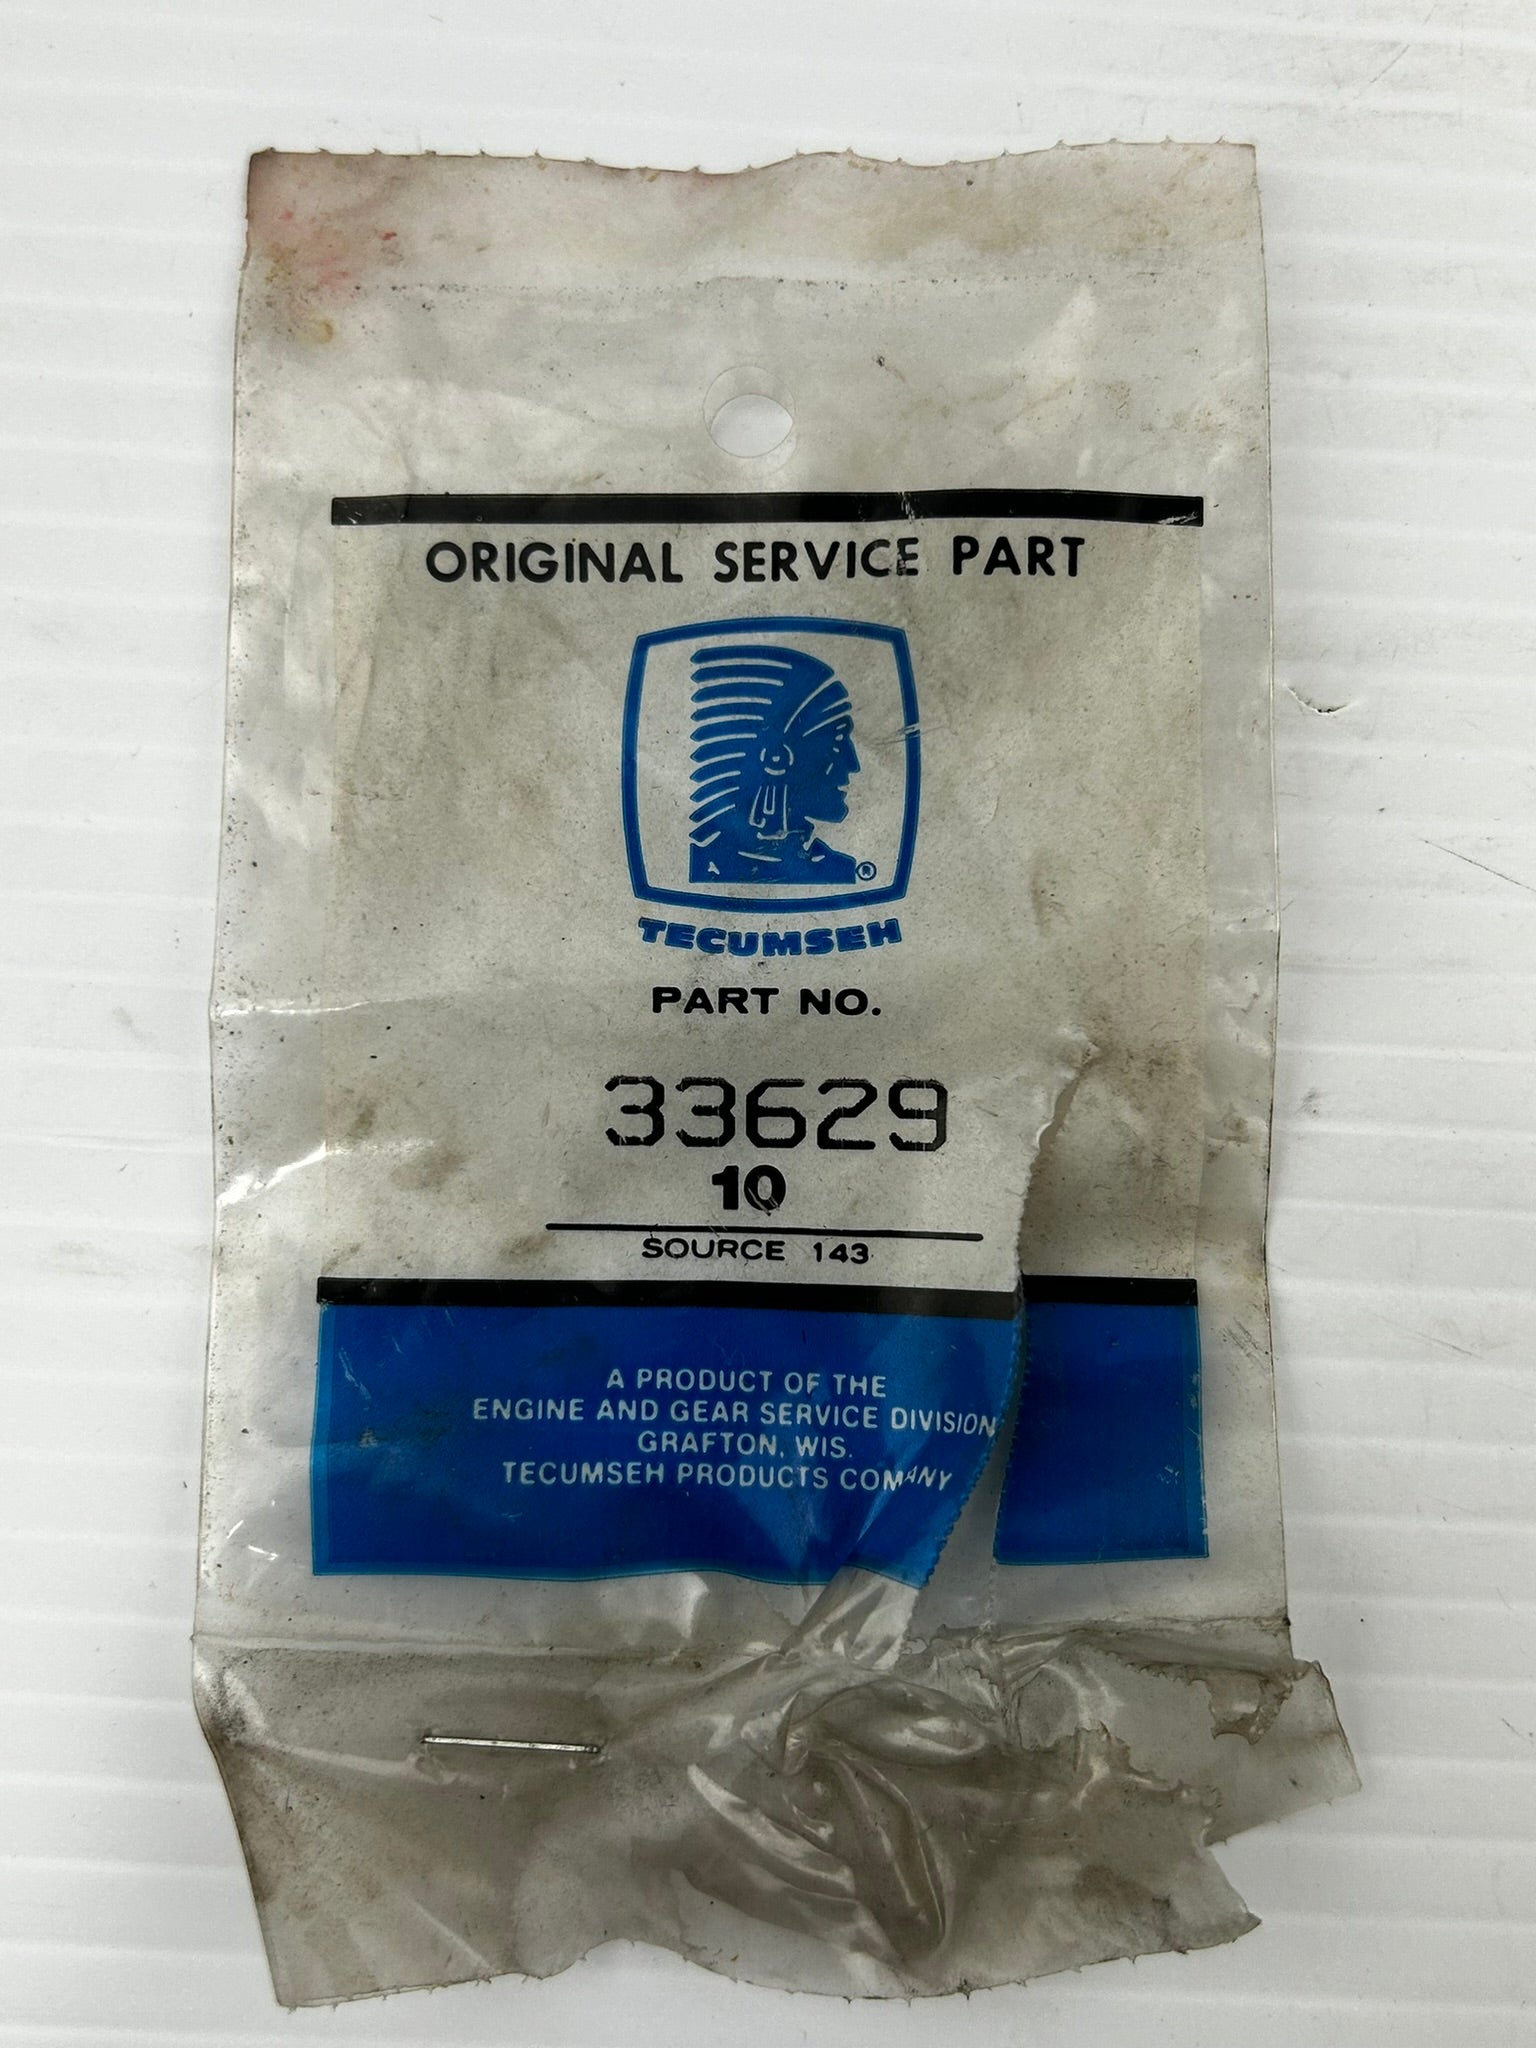 ORIGINAL SERVICE PART
®
TECUMSEH
PART NO.
33629
10
SOURCE 143
A PRODUCT OF THE
ENGINE AND GEAR SERVICE DIVISION
GRAFTON, WIS.
TECUMSEH PRODUCTS COMPANY